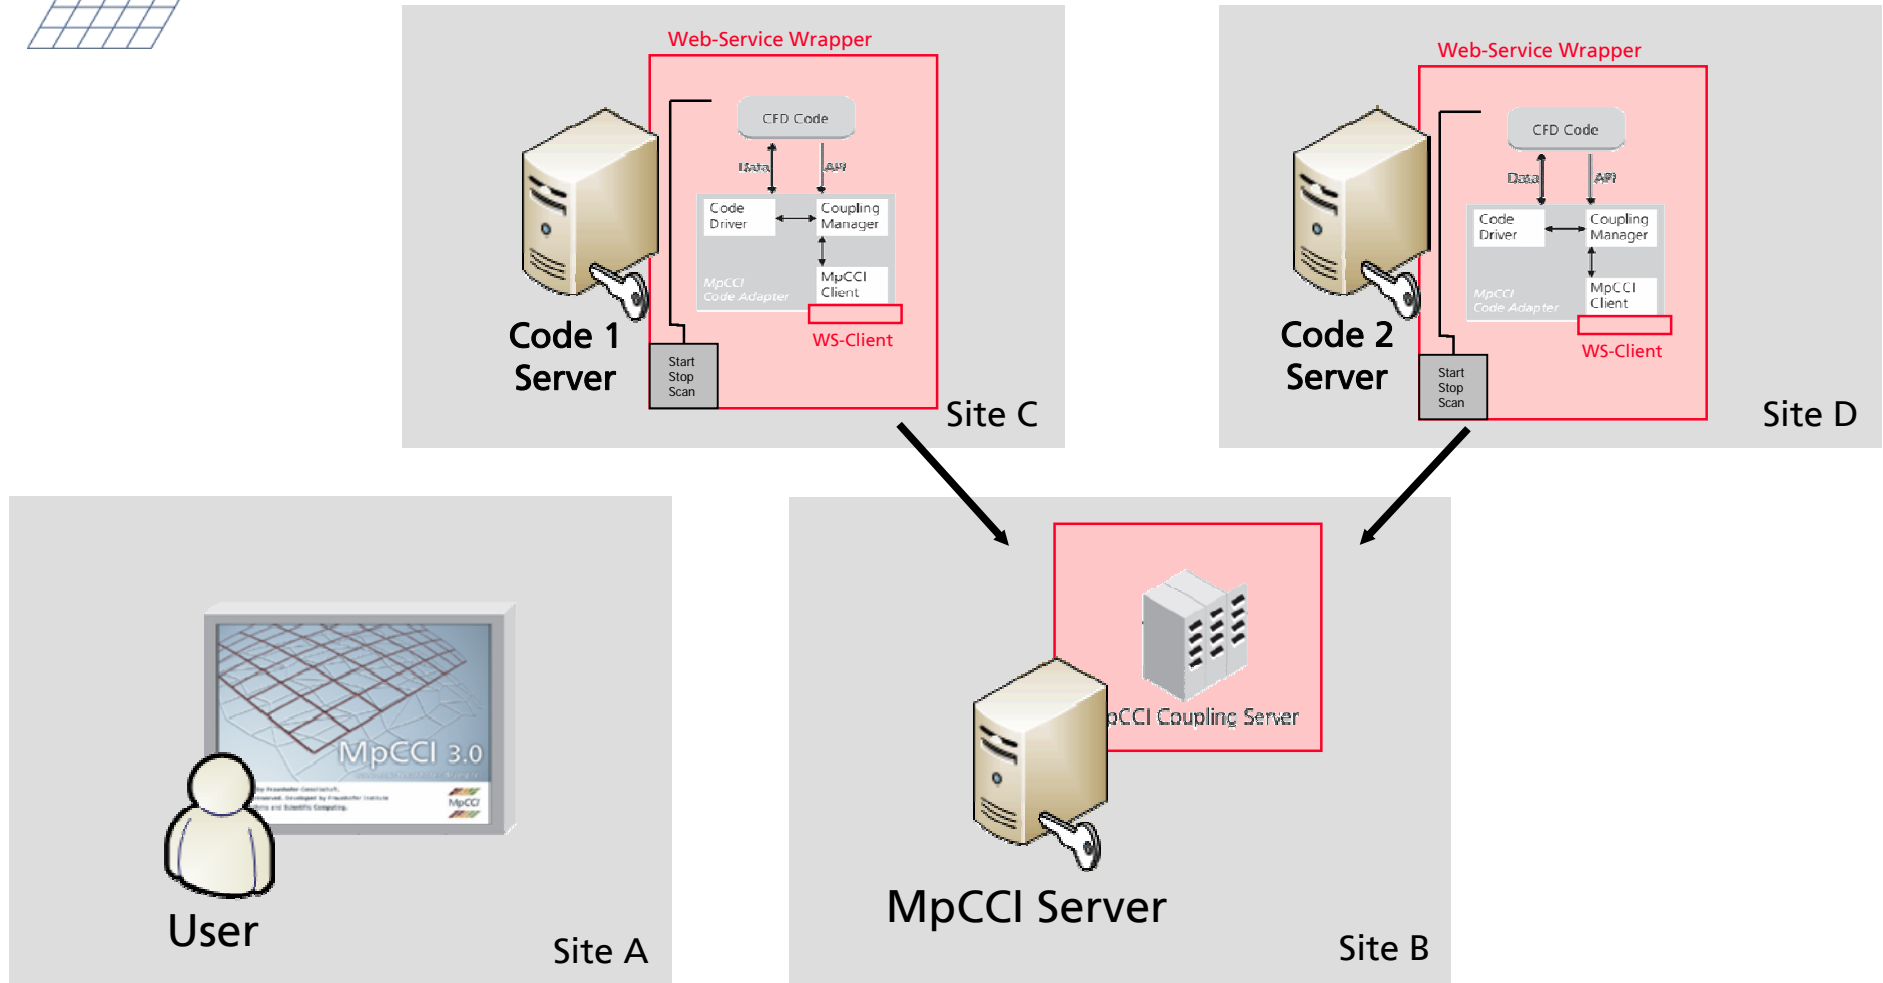 Web-Service Wrapper
CFD Code
Data
API
Code
Driver
Coupling
Manager
MpCCI
Client
MpCCI
Code Adapter
WS-Client
Code 1
Server
Start
Stop
Scan
Site C
Web-Service Wrapper
CFD Code
Data
API
Code
Driver
Coupling
Manager
MpCCI
Client
MpCCI
Code Adapter
WS-Client
Code 2
Server
Start
Stop
Scan
Site D
MpCCI 3.0
MpCCI
User
Site A
pCCI Coupling Server
MpCCI Server
Site B